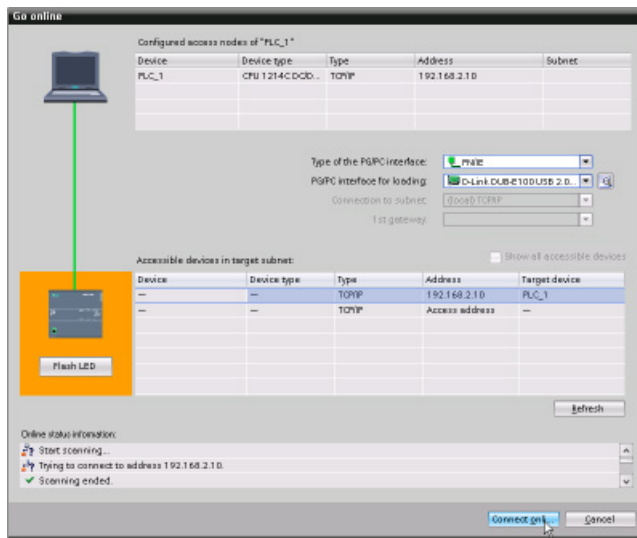 Go online
Configured access nodes of "PLC_1"
Device Device type Type Address Subnet
PLC_1 CPU 1214C DC/D... TCP/IP 192.168.2.10
Type of the PG/PC interface: PN/IE
PG/PC interface for loading: D-Link DUB-E100 USB 2.0...
Connection to subnet: (local) TCP/IP
1st gateway:
Show all accessible devices
Accessible devices in target subnet:
Device Device type Type Address Target device
— — TCP/IP 192.168.2.10 PLC_1
— — TCP/IP Access address —
Flash LED
Refresh
Online status information:
Start scanning...
Trying to connect to address 192.168.2.10.
Scanning ended.
Connect onli... Cancel